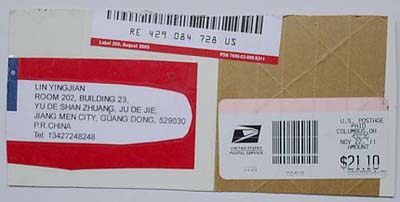 RE 429 084 728 US
Label 200, August 2005
PSN 7690-03-000-9311
LIN YINGJIAN
ROOM 202, BUILDING 23,
YU DE SHAN ZHUANG, JU DE JIE,
JIANG MEN CITY, GUANG DONG, 529030
P.R.CHINA
Tel: 13427248248
UNITED STATES
POSTAL SERVICE
U.S. POSTAGE
PAID
COLUMBUS, OH
43235
NOV 22, 11
AMOUNT
$21.10